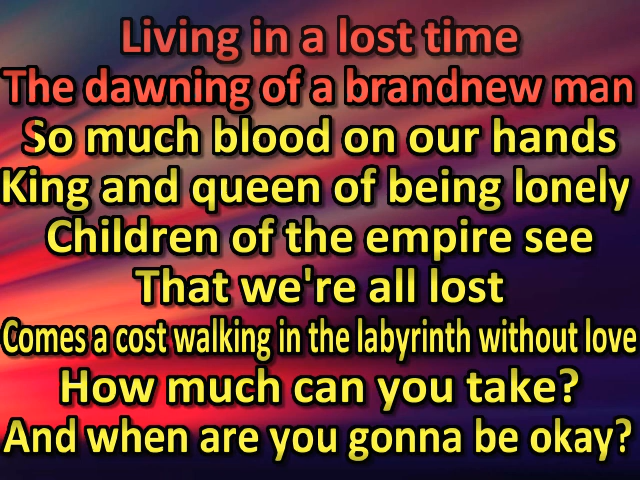 Living in a lost time
The dawning of a brandnew man
So much blood on our hands
King and queen of being lonely
Children of the empire see
That we're all lost
Comes a cost walking in the labyrinth without love
How much can you take?
And when are you gonna be okay?